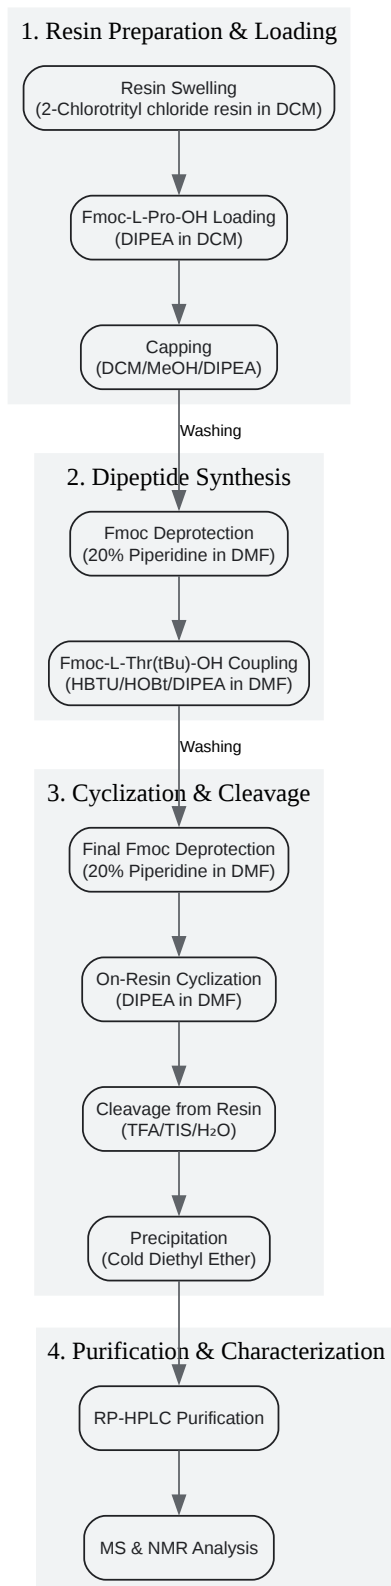 1. Resin Preparation & Loading
Resin Swelling
(2-Chlorotrityl chloride resin in DCM)
Fmoc-L-Pro-OH Loading
(DIPEA in DCM)
Capping
(DCM/MeOH/DIPEA)
Washing
2. Dipeptide Synthesis
Fmoc Deprotection
(20% Piperidine in DMF)
Fmoc-L-Thr(tBu)-OH Coupling
(HBTU/HOBt/DIPEA in DMF)
Washing
3. Cyclization & Cleavage
Final Fmoc Deprotection
(20% Piperidine in DMF)
On-Resin Cyclization
(DIPEA in DMF)
Cleavage from Resin
(TFA/TIS/H₂O)
Precipitation
(Cold Diethyl Ether)
4. Purification & Characterization
RP-HPLC Purification
MS & NMR Analysis